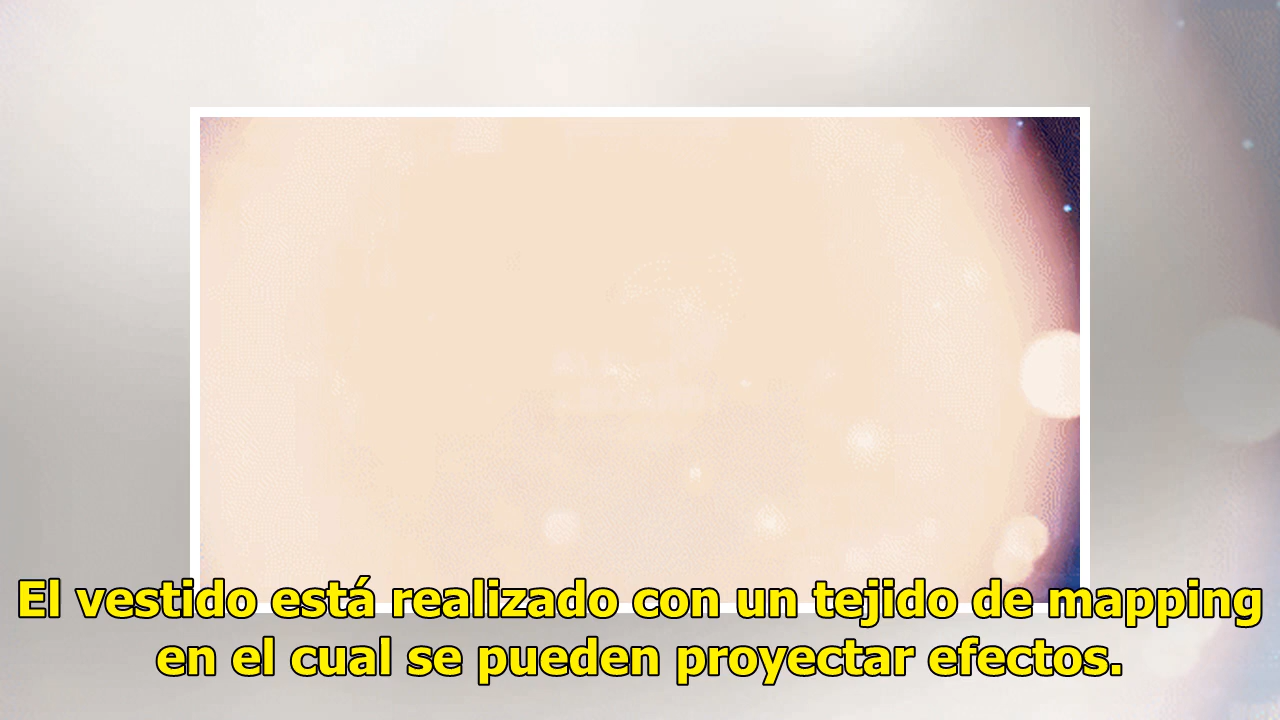 El vestido está realizado con un tejido de mapping
en el cual se pueden proyectar efectos.